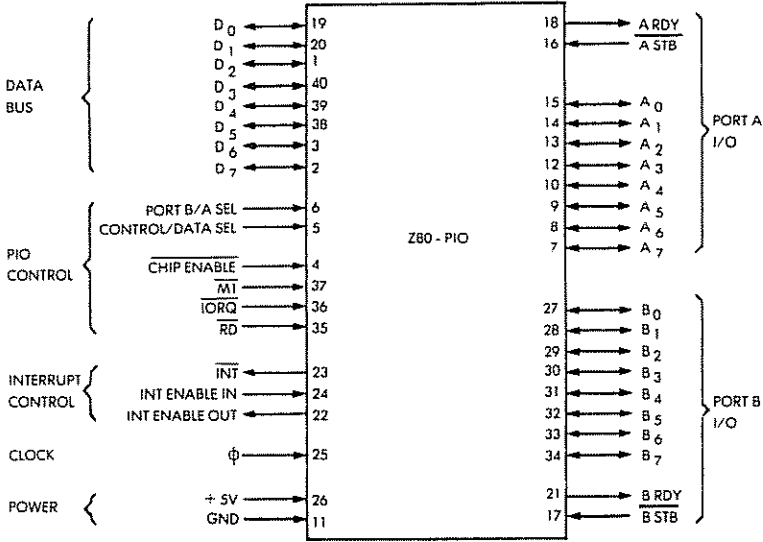 D0 19
D1 20
D2 1
D3 40
D4 39
D5 38
D6 3
D7 2
DATA
BUS
PORT B/A SEL 6
CONTROL/DATA SEL 5
CHIP ENABLE 4
M1 37
IORQ 36
RD 35
PIO
CONTROL
INT 23
INT ENABLE IN 24
INT ENABLE OUT 22
INTERRUPT
CONTROL
CLOCK
ϕ 25
POWER
+ 5V 26
GND 11
Z80 - PIO
18 A RDY
16 A STB
15 A0
14 A1
13 A2
12 A3
10 A4
9 A5
8 A6
7 A7
PORT A
I/O
27 B0
28 B1
29 B2
30 B3
31 B4
32 B5
33 B6
34 B7
21 B RDY
17 B STB
PORT B
I/O